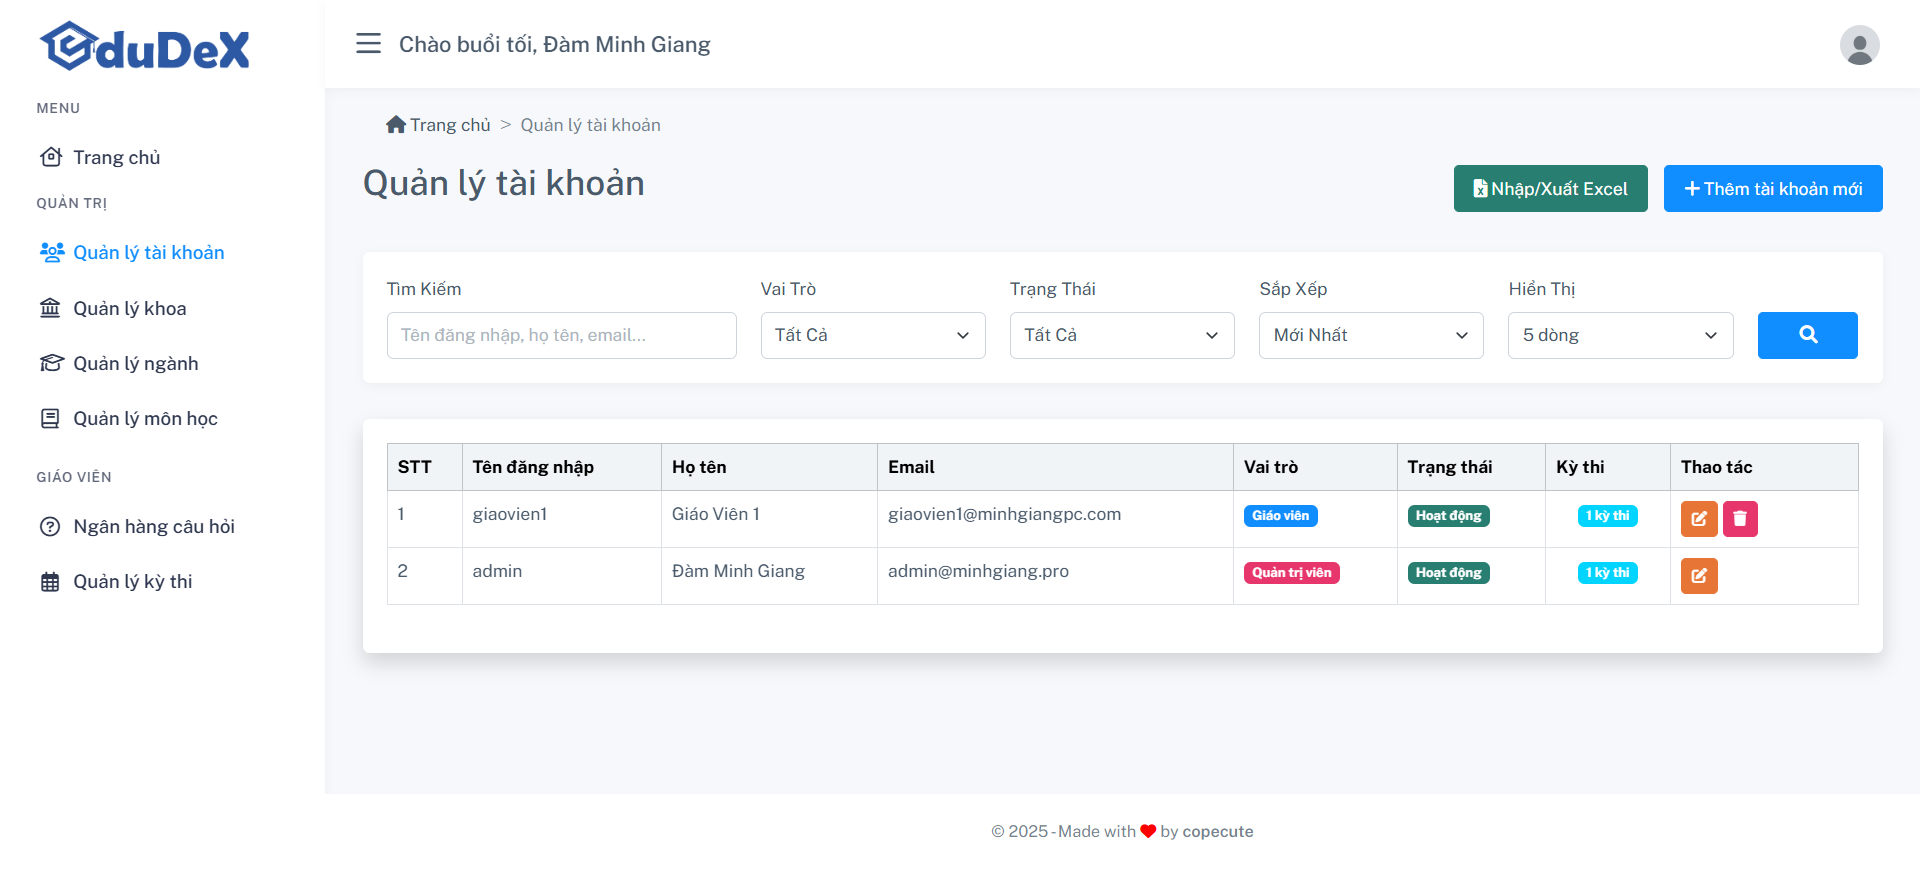 EduDeX
Chào buổi tối, Đàm Minh Giang
MENU
Trang chủ
QUẢN TRỊ
Quản lý tài khoản
Quản lý khoa
Quản lý ngành
Quản lý môn học
GIÁO VIÊN
Ngân hàng câu hỏi
Quản lý kỳ thi
Trang chủ > Quản lý tài khoản
Quản lý tài khoản
Nhập/Xuất Excel
Thêm tài khoản mới
Tìm Kiếm Vai Trò Trạng Thái Sắp Xếp Hiển Thị
Tên đăng nhập, họ tên, email... Tất Cả Tất Cả Mới Nhất 5 dòng
STT Tên đăng nhập Họ tên Email Vai trò Trạng thái Kỳ thi Thao tác
1 giaovien1 Giáo Viên 1 giaovien1@minhgiangpc.com Giáo viên Hoạt động 1 kỳ thi
2 admin Đàm Minh Giang admin@minhgiang.pro Quản trị viên Hoạt động 1 kỳ thi
© 2025 - Made with ❤ by copecute